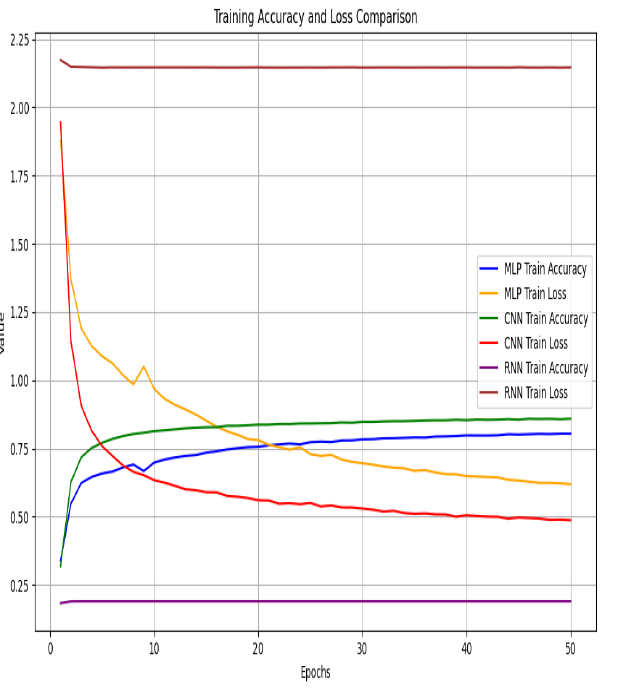 Training Accuracy and Loss Comparison
2.25
2.00
1.75
1.50
1.25
1.00
0.75
0.50
0.25
Value
MLP Train Accuracy
MLP Train Loss
CNN Train Accuracy
CNN Train Loss
RNN Train Accuracy
RNN Train Loss
0 10 20 30 40 50
Epochs